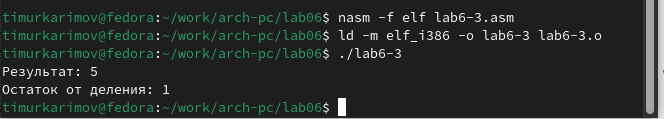 timurkarimov@fedora:~/work/arch-pc/lab06$ nasm -f elf lab6-3.asm
timurkarimov@fedora:~/work/arch-pc/lab06$ ld -m elf_i386 -o lab6-3 lab6-3.o
timurkarimov@fedora:~/work/arch-pc/lab06$ ./lab6-3
Результат: 5
Остаток от деления: 1
timurkarimov@fedora:~/work/arch-pc/lab06$